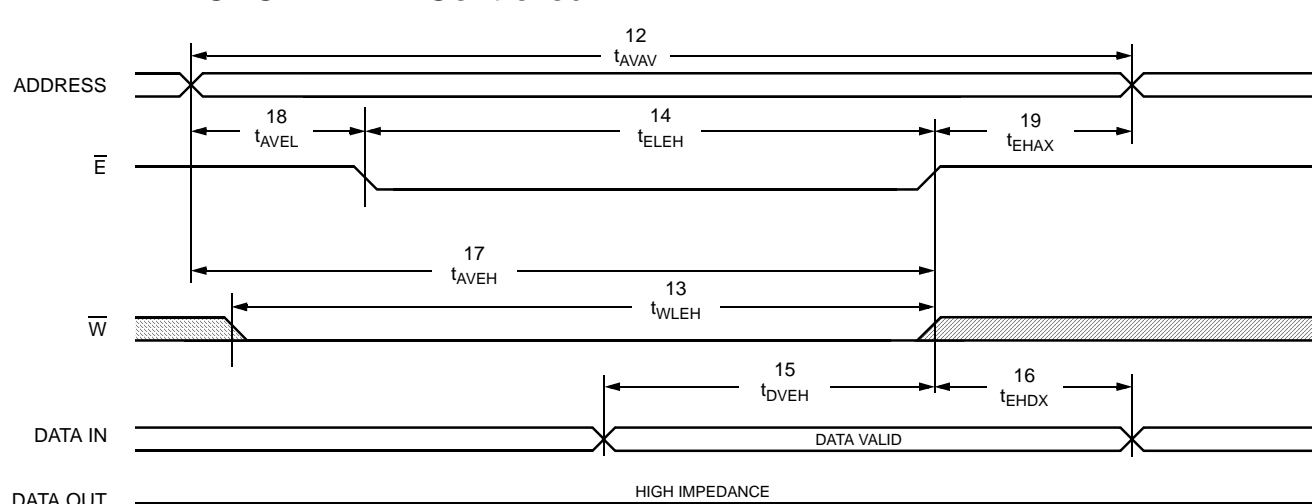 12
tAVAV
ADDRESS
18
tAVEL
14
tELEH
19
tEHAX
E
17
tAVEH
13
tWLEH
W
15
tDVEH
16
tEHDX
DATA IN
DATA VALID
HIGH IMPEDANCE
DATA OUT